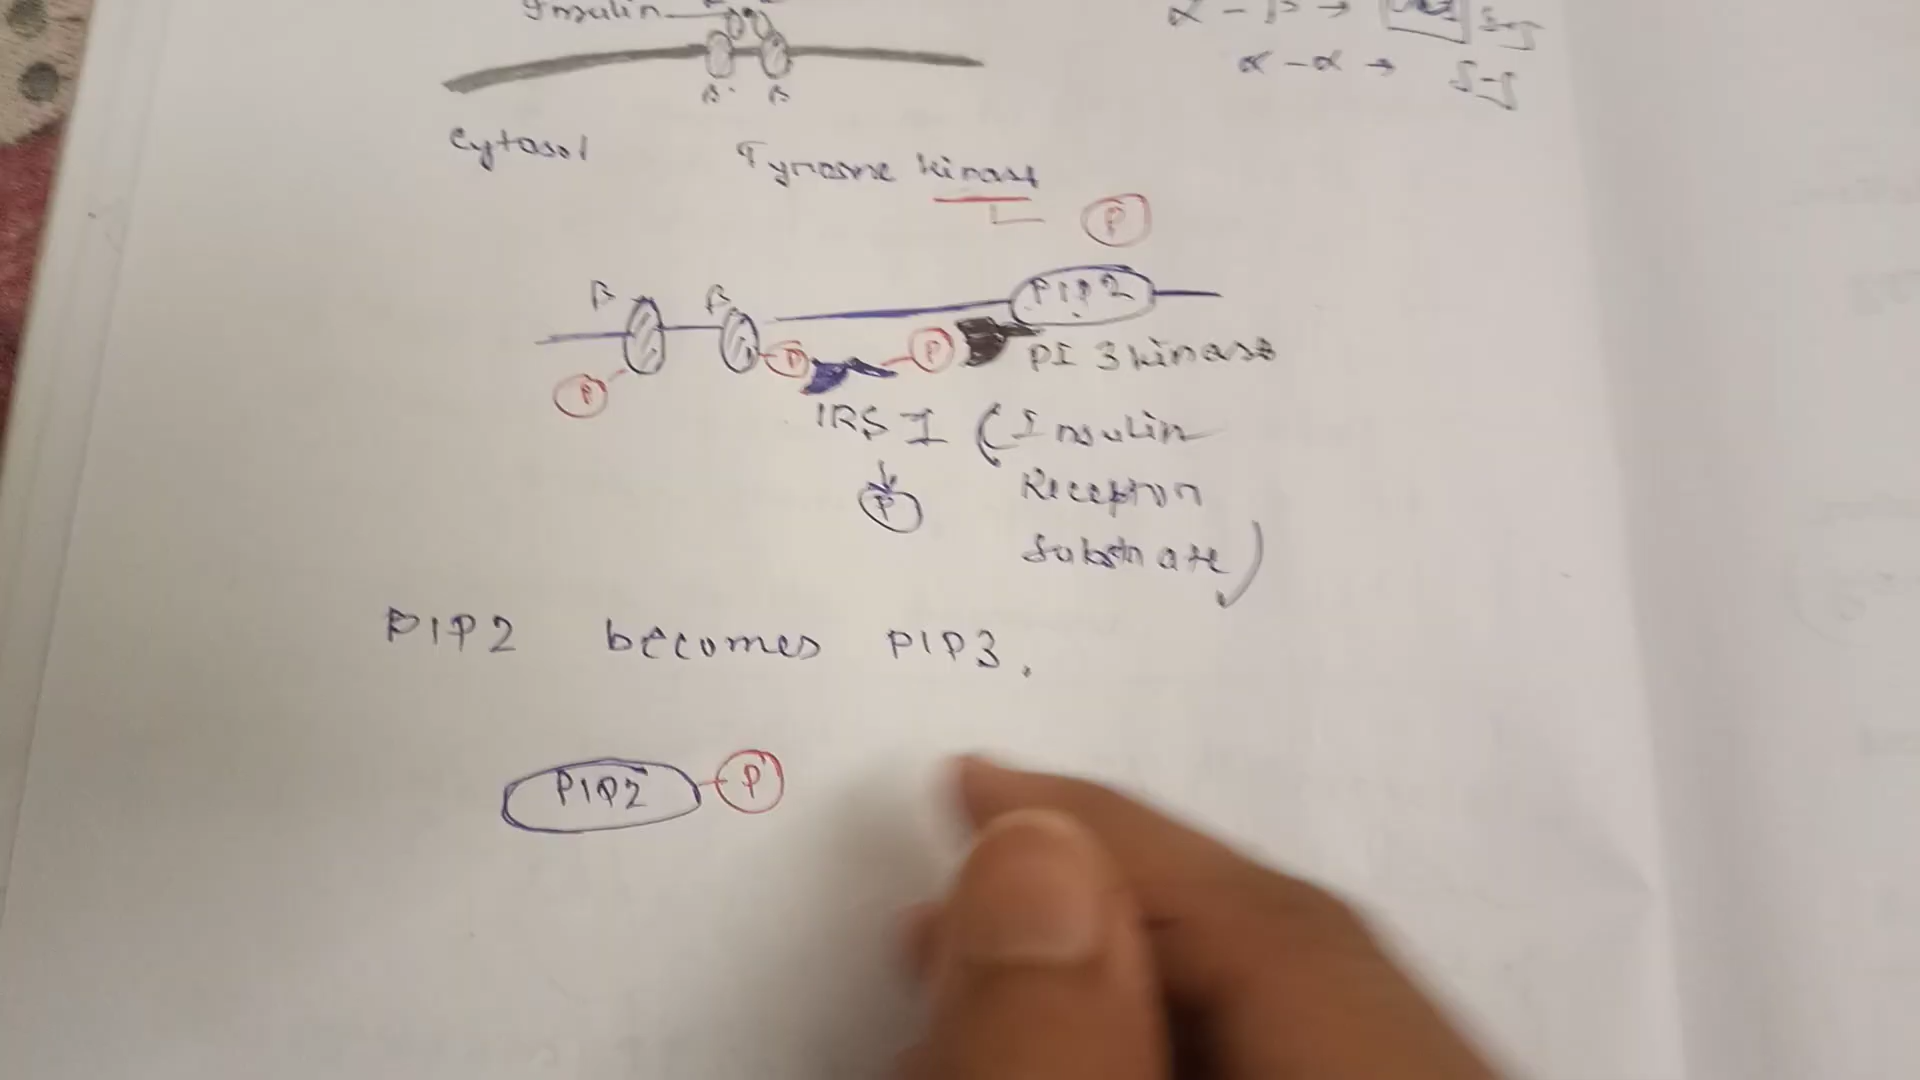 Insulin
α - β →
α - α → S-S
β β
Cytosol
Tyrosine kinase
P
β β PIP2
P P P PI 3 kinase
IRS I (Insulin
P Receptor
Substrate)
PIP2 becomes PIP3.
PIP2 P